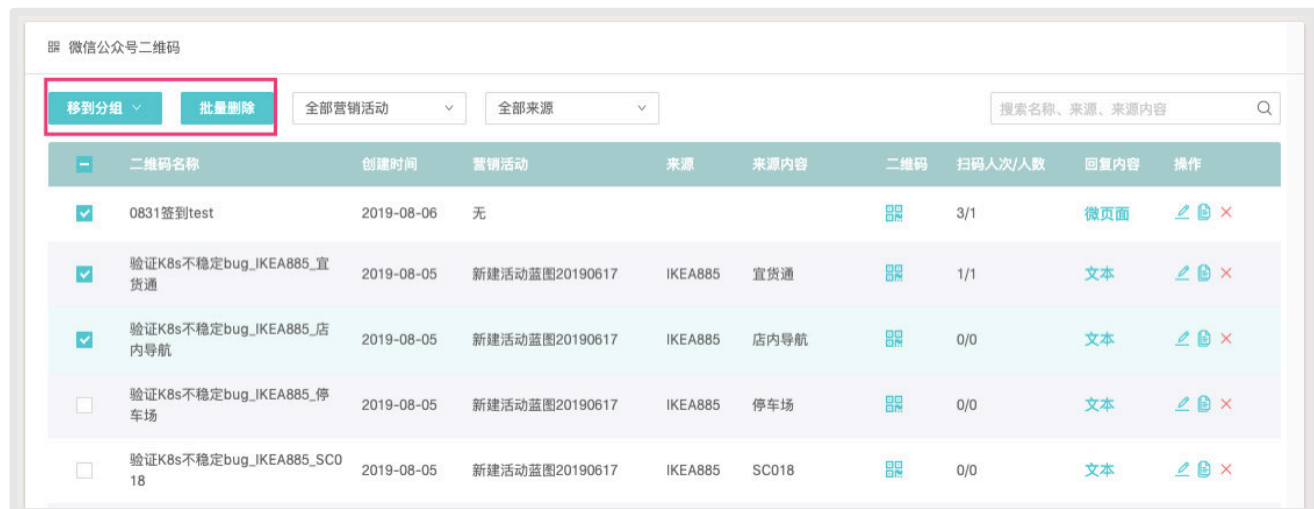 微信公众号二维码
移到分组 批量删除 全部营销活动 全部来源 搜索名称、来源、来源内容
二维码名称 创建时间 营销活动 来源 来源内容 二维码 扫码人次/人数 回复内容 操作
0831签到test 2019-08-06 无 3/1 微页面
验证K8s不稳定bug_IKEA885_宜
货通 2019-08-05 新建活动蓝图20190617 IKEA885 宜货通 1/1 文本
验证K8s不稳定bug_IKEA885_店
内导航 2019-08-05 新建活动蓝图20190617 IKEA885 店内导航 0/0 文本
验证K8s不稳定bug_IKEA885_停
车场 2019-08-05 新建活动蓝图20190617 IKEA885 停车场 0/0 文本
验证K8s不稳定bug_IKEA885_SC0
18 2019-08-05 新建活动蓝图20190617 IKEA885 SC018 0/0 文本